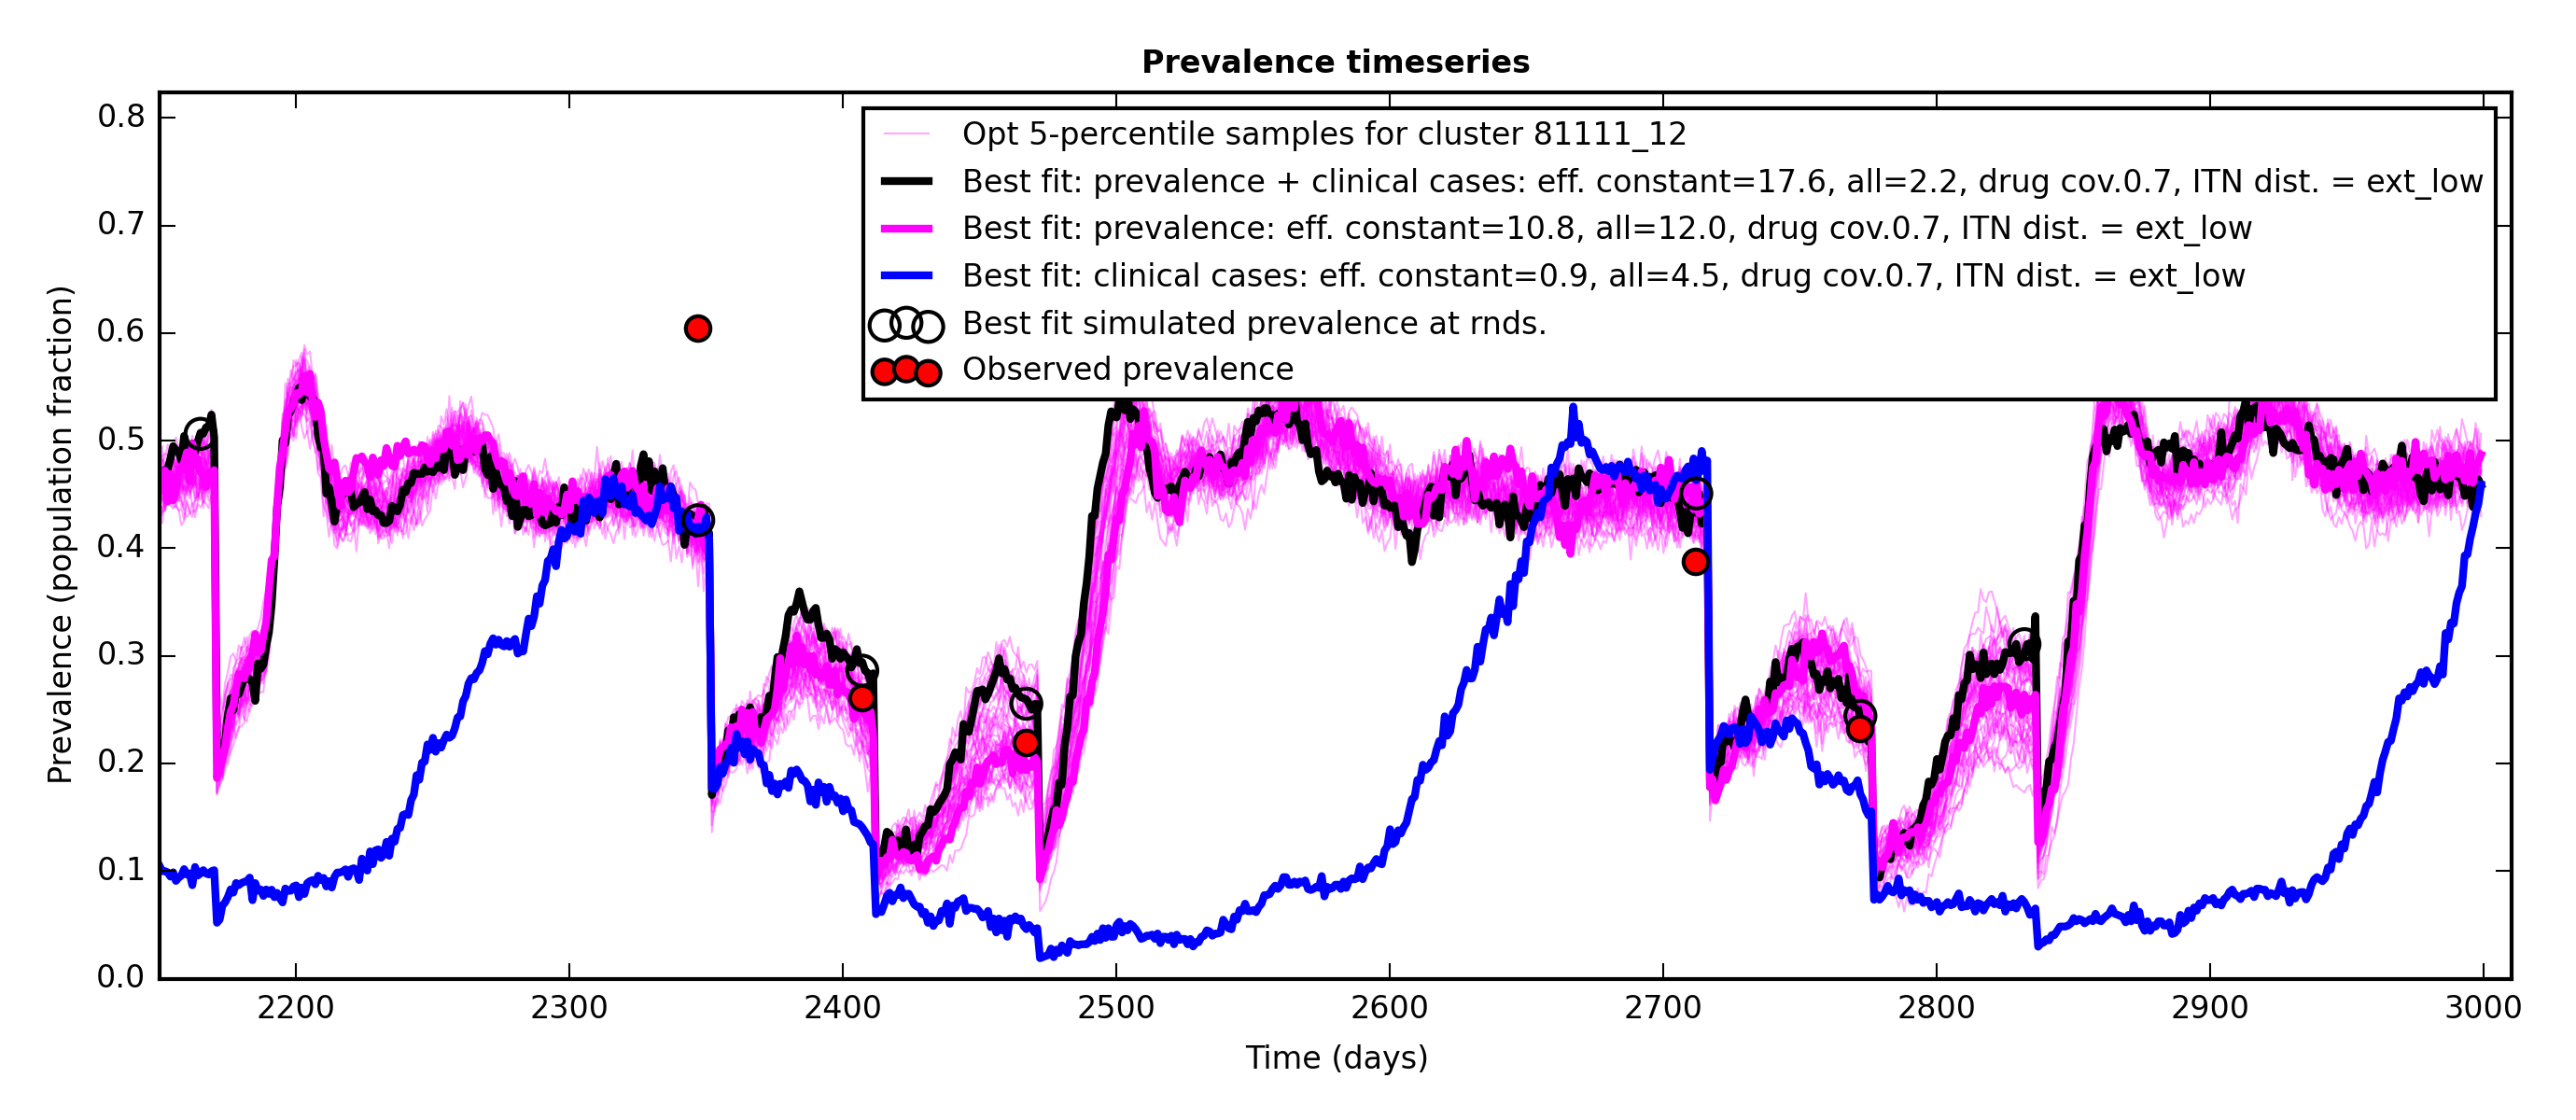 Prevalence timeseries
0.8
0.7
0.6
0.5
0.4
0.3
0.2
0.1
0.0
Prevalence (population fraction)
Opt 5-percentile samples for cluster 81111_12
Best fit: prevalence + clinical cases: eff. constant=17.6, all=2.2, drug cov.0.7, ITN dist. = ext_low
Best fit: prevalence: eff. constant=10.8, all=12.0, drug cov.0.7, ITN dist. = ext_low
Best fit: clinical cases: eff. constant=0.9, all=4.5, drug cov.0.7, ITN dist. = ext_low
Best fit simulated prevalence at rnds.
Observed prevalence
2200 2300 2400 2500 2600 2700 2800 2900 3000
Time (days)